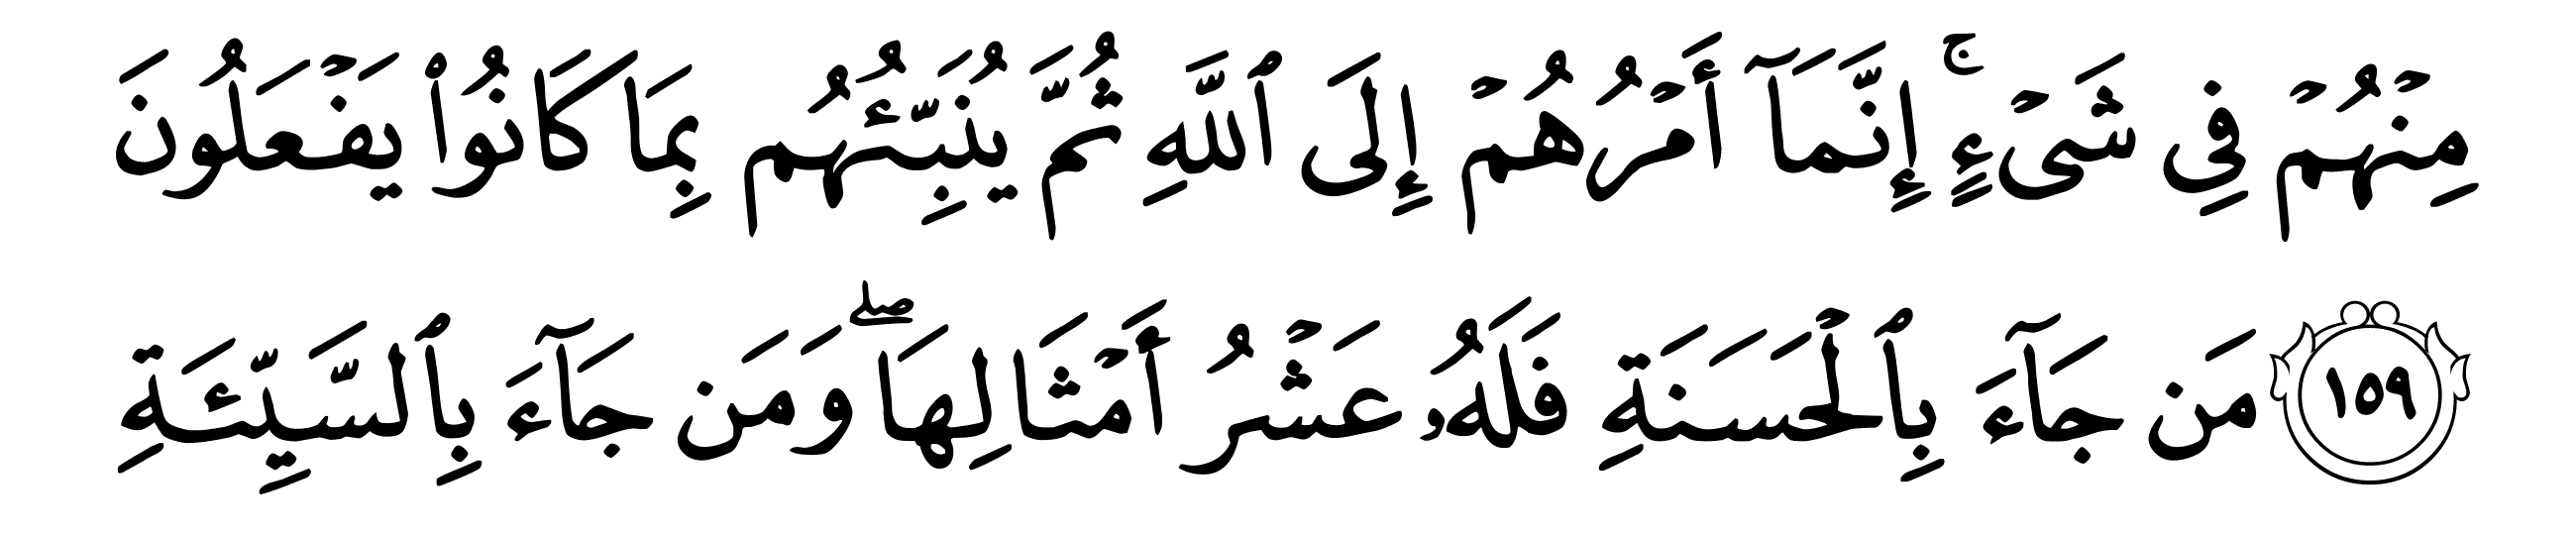 مِنۡهُمۡ فِي شَيۡءٍۚ إِنَّمَآ أَمۡرُهُمۡ إِلَى ٱللَّهِ ثُمَّ يُنَبِّئُهُم بِمَا كَانُواْ يَفۡعَلُونَ
١٥٩ مَن جَآءَ بِٱلۡحَسَنَةِ فَلَهُۥ عَشۡرُ أَمۡثَالِهَاۖ وَمَن جَآءَ بِٱلسَّيِّئَةِ